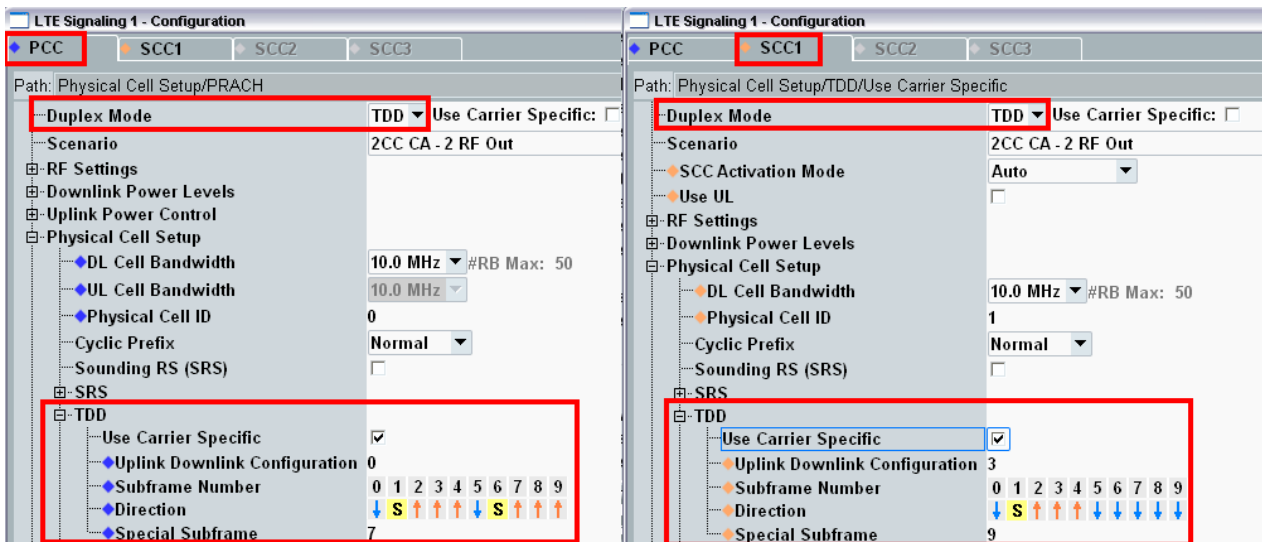 LTE Signaling 1 - Configuration
PCC SCC1 SCC2 SCC3
Path: Physical Cell Setup/PRACH
Duplex Mode TDD Use Carrier Specific:
Scenario 2CC CA - 2 RF Out
RF Settings
Downlink Power Levels
Uplink Power Control
Physical Cell Setup
DL Cell Bandwidth 10.0 MHz #RB Max: 50
UL Cell Bandwidth 10.0 MHz
Physical Cell ID 0
Cyclic Prefix Normal
Sounding RS (SRS)
SRS
TDD
Use Carrier Specific
Uplink Downlink Configuration 0
Subframe Number 0 1 2 3 4 5 6 7 8 9
Direction ↓ S ↑ ↑ ↑ ↓ S ↑ ↑ ↑
Special Subframe 7
LTE Signaling 1 - Configuration
PCC SCC1 SCC2 SCC3
Path: Physical Cell Setup/TDD/Use Carrier Specific
Duplex Mode TDD Use Carrier Specific:
Scenario 2CC CA - 2 RF Out
SCC Activation Mode Auto
Use UL
RF Settings
Downlink Power Levels
Physical Cell Setup
DL Cell Bandwidth 10.0 MHz #RB Max: 50
Physical Cell ID 1
Cyclic Prefix Normal
Sounding RS (SRS)
SRS
TDD
Use Carrier Specific
Uplink Downlink Configuration 3
Subframe Number 0 1 2 3 4 5 6 7 8 9
Direction ↓ S ↑ ↑ ↑ ↓ ↓ ↓ ↓ ↓
Special Subframe 9